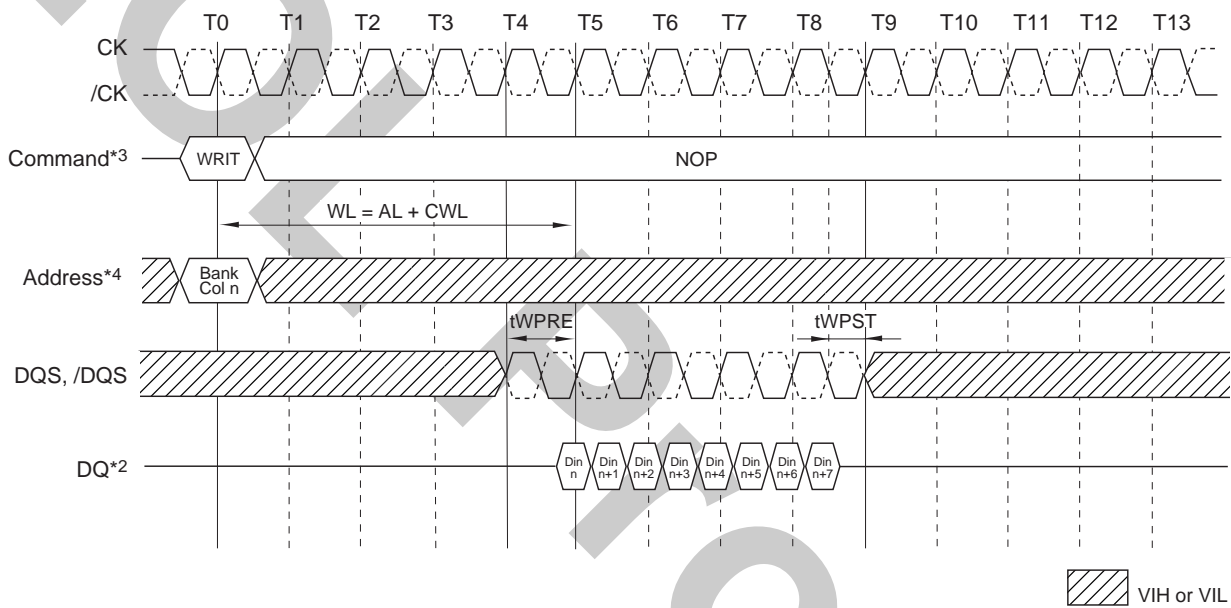 T0 T1 T2 T3 T4 T5 T6 T7 T8 T9 T10 T11 T12 T13
CK
/CK
Command*3 WRIT NOP
WL = AL + CWL
Address*4 Bank
Col n
tWPRE tWPST
DQS, /DQS
DQ*2 Din
n Din
n+1 Din
n+2 Din
n+3 Din
n+4 Din
n+5 Din
n+6 Din
n+7
VIH or VIL